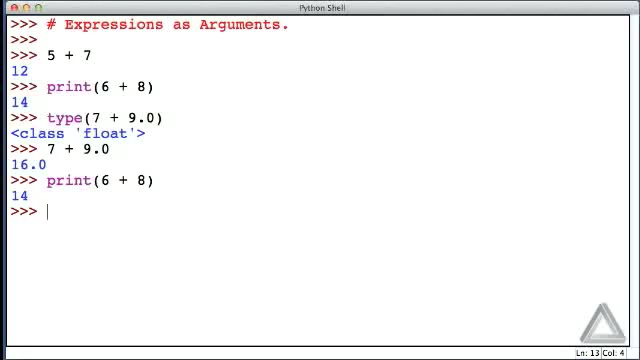 Python Shell
>>> # Expressions as Arguments.
>>>
>>> 5 + 7
12
>>> print(6 + 8)
14
>>> type(7 + 9.0)
<class 'float'>
>>> 7 + 9.0
16.0
>>> print(6 + 8)
14
>>>
Ln: 13 Col: 4